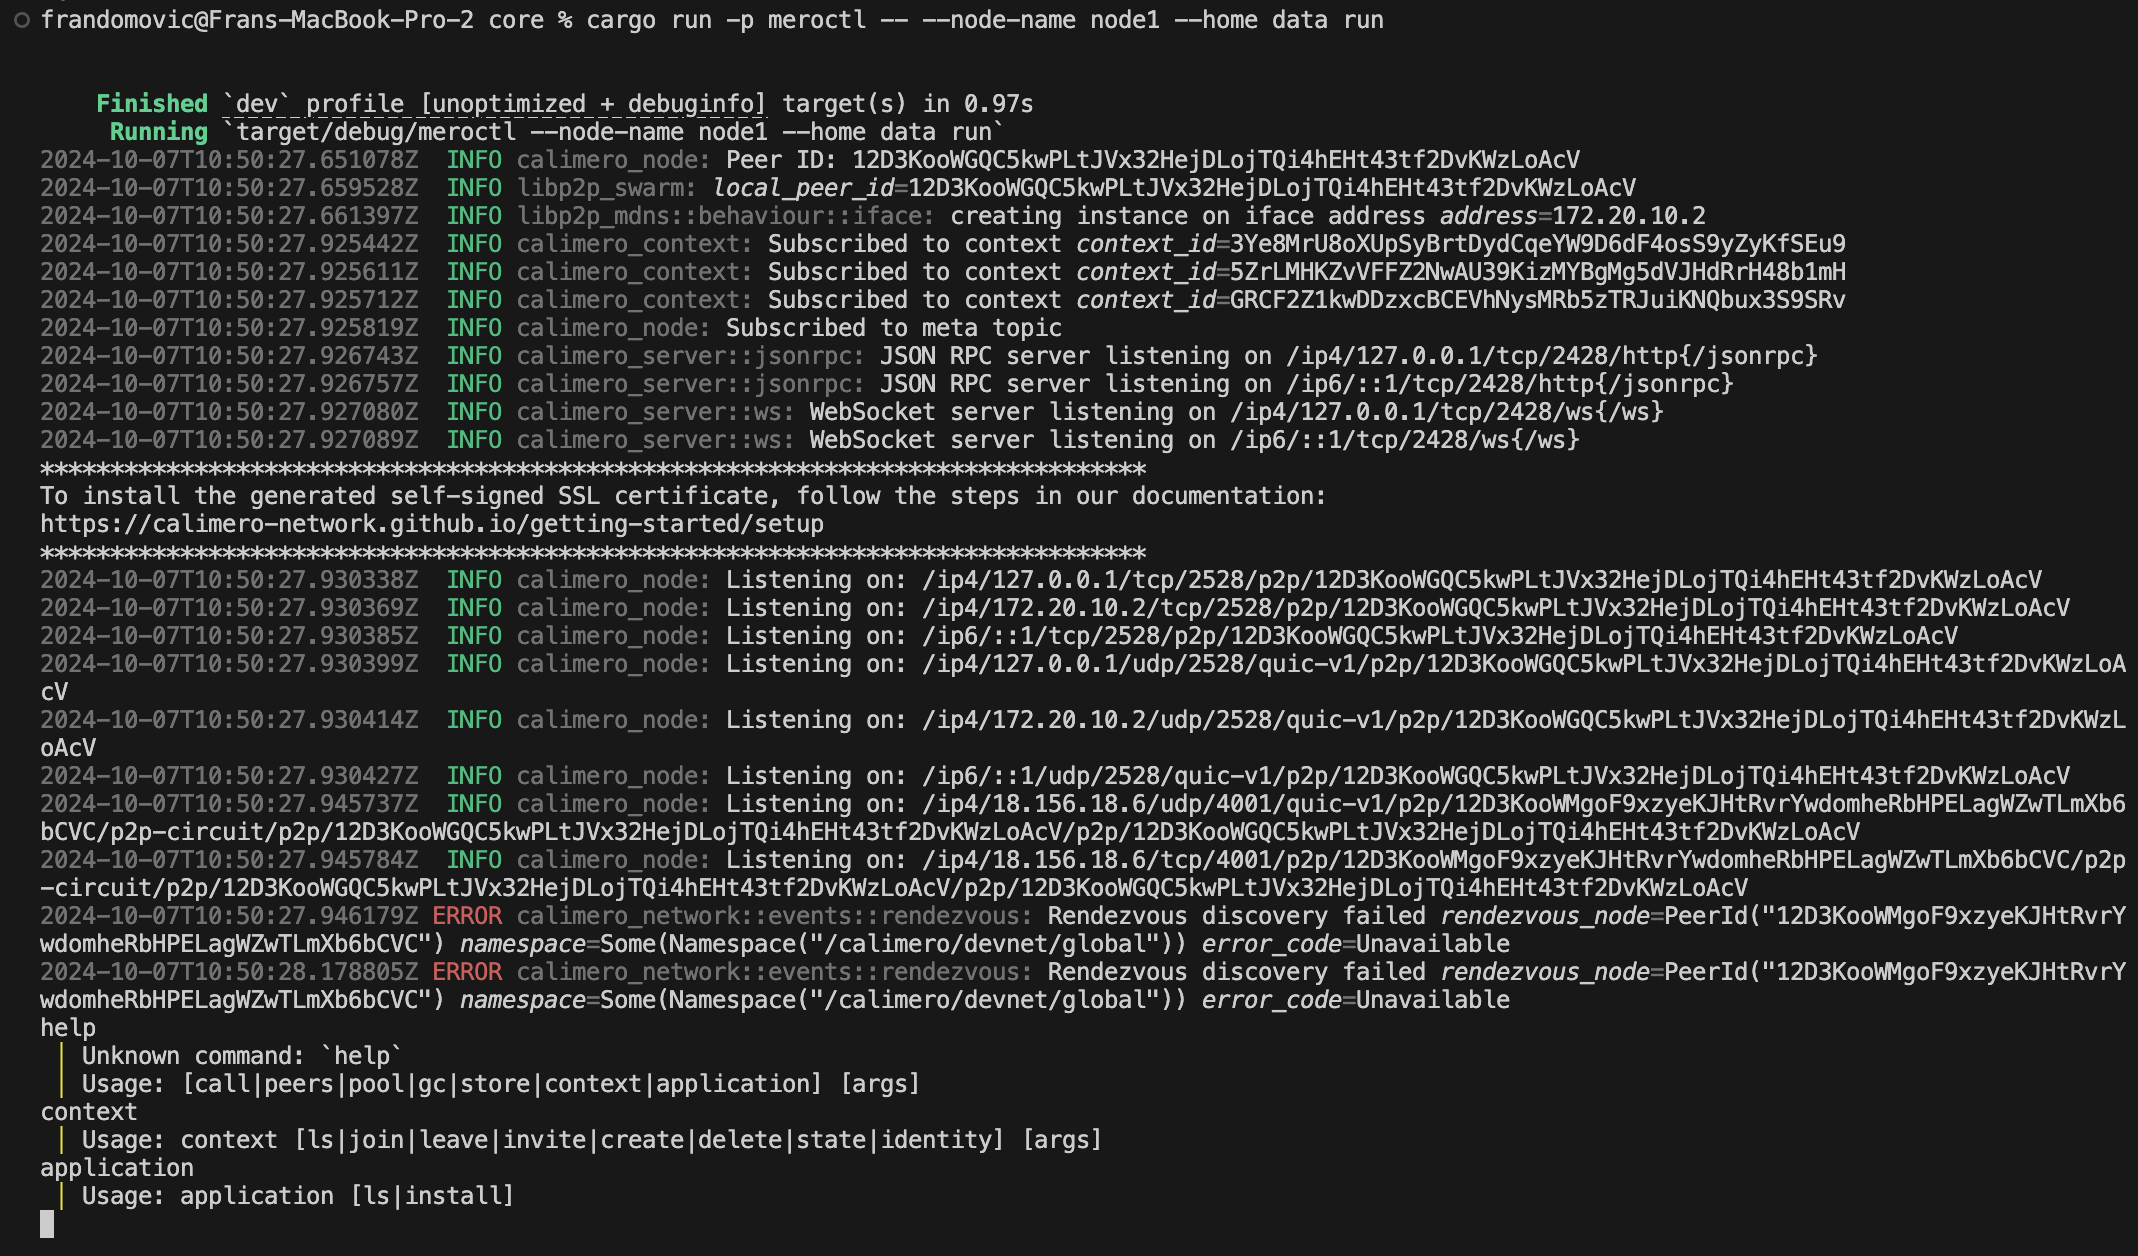 frandomovic@Frans-MacBook-Pro-2 core % cargo run -p meroctl -- --node-name node1 --home data run
Finished `dev` profile [unoptimized + debuginfo] target(s) in 0.97s
Running `target/debug/meroctl --node-name node1 --home data run`
2024-10-07T10:50:27.651078Z  INFO calimero_node: Peer ID: 12D3KooWGQC5kwPLtJVx32HejDLojTQi4hEHt43tf2DvKWzLoAcV
2024-10-07T10:50:27.659528Z  INFO libp2p_swarm: local_peer_id=12D3KooWGQC5kwPLtJVx32HejDLojTQi4hEHt43tf2DvKWzLoAcV
2024-10-07T10:50:27.661397Z  INFO libp2p_mdns::behaviour::iface: creating instance on iface address address=172.20.10.2
2024-10-07T10:50:27.925442Z  INFO calimero_context: Subscribed to context context_id=3Ye8MrU8oXUpSyBrtDydCqeYW9D6dF4osS9yZyKfSEu9
2024-10-07T10:50:27.925611Z  INFO calimero_context: Subscribed to context context_id=5ZrLMHKZvVFFZ2NwAU39KizMYBgMg5dVJHdRrH48b1mH
2024-10-07T10:50:27.925712Z  INFO calimero_context: Subscribed to context context_id=GRCF2Z1kwDDzxcBCEVhNysMRb5zTRJuiKNQbux3S9SRv
2024-10-07T10:50:27.925819Z  INFO calimero_node: Subscribed to meta topic
2024-10-07T10:50:27.926743Z  INFO calimero_server::jsonrpc: JSON RPC server listening on /ip4/127.0.0.1/tcp/2428/http{/jsonrpc}
2024-10-07T10:50:27.926757Z  INFO calimero_server::jsonrpc: JSON RPC server listening on /ip6/::1/tcp/2428/http{/jsonrpc}
2024-10-07T10:50:27.927080Z  INFO calimero_server::ws: WebSocket server listening on /ip4/127.0.0.1/tcp/2428/ws{/ws}
2024-10-07T10:50:27.927089Z  INFO calimero_server::ws: WebSocket server listening on /ip6/::1/tcp/2428/ws{/ws}
*******************************************************************************
To install the generated self-signed SSL certificate, follow the steps in our documentation:
https://calimero-network.github.io/getting-started/setup
*******************************************************************************
2024-10-07T10:50:27.930338Z  INFO calimero_node: Listening on: /ip4/127.0.0.1/tcp/2528/p2p/12D3KooWGQC5kwPLtJVx32HejDLojTQi4hEHt43tf2DvKWzLoAcV
2024-10-07T10:50:27.930369Z  INFO calimero_node: Listening on: /ip4/172.20.10.2/tcp/2528/p2p/12D3KooWGQC5kwPLtJVx32HejDLojTQi4hEHt43tf2DvKWzLoAcV
2024-10-07T10:50:27.930385Z  INFO calimero_node: Listening on: /ip6/::1/tcp/2528/p2p/12D3KooWGQC5kwPLtJVx32HejDLojTQi4hEHt43tf2DvKWzLoAcV
2024-10-07T10:50:27.930399Z  INFO calimero_node: Listening on: /ip4/127.0.0.1/udp/2528/quic-v1/p2p/12D3KooWGQC5kwPLtJVx32HejDLojTQi4hEHt43tf2DvKWzLoA
cV
2024-10-07T10:50:27.930414Z  INFO calimero_node: Listening on: /ip4/172.20.10.2/udp/2528/quic-v1/p2p/12D3KooWGQC5kwPLtJVx32HejDLojTQi4hEHt43tf2DvKWzL
oAcV
2024-10-07T10:50:27.930427Z  INFO calimero_node: Listening on: /ip6/::1/udp/2528/quic-v1/p2p/12D3KooWGQC5kwPLtJVx32HejDLojTQi4hEHt43tf2DvKWzLoAcV
2024-10-07T10:50:27.945737Z  INFO calimero_node: Listening on: /ip4/18.156.18.6/udp/4001/quic-v1/p2p/12D3KooWMgoF9xzyeKJHtRvrYwdomheRbHPELagWZwTLmXb6
bCVC/p2p-circuit/p2p/12D3KooWGQC5kwPLtJVx32HejDLojTQi4hEHt43tf2DvKWzLoAcV/p2p/12D3KooWGQC5kwPLtJVx32HejDLojTQi4hEHt43tf2DvKWzLoAcV
2024-10-07T10:50:27.945784Z  INFO calimero_node: Listening on: /ip4/18.156.18.6/tcp/4001/p2p/12D3KooWMgoF9xzyeKJHtRvrYwdomheRbHPELagWZwTLmXb6bCVC/p2p
-circuit/p2p/12D3KooWGQC5kwPLtJVx32HejDLojTQi4hEHt43tf2DvKWzLoAcV/p2p/12D3KooWGQC5kwPLtJVx32HejDLojTQi4hEHt43tf2DvKWzLoAcV
2024-10-07T10:50:27.946179Z ERROR calimero_network::events::rendezvous: Rendezvous discovery failed rendezvous_node=PeerId("12D3KooWMgoF9xzyeKJHtRvrY
wdomheRbHPELagWZwTLmXb6bCVC") namespace=Some(Namespace("/calimero/devnet/global")) error_code=Unavailable
2024-10-07T10:50:28.178805Z ERROR calimero_network::events::rendezvous: Rendezvous discovery failed rendezvous_node=PeerId("12D3KooWMgoF9xzyeKJHtRvrY
wdomheRbHPELagWZwTLmXb6bCVC") namespace=Some(Namespace("/calimero/devnet/global")) error_code=Unavailable
help
│ Unknown command: `help`
│ Usage: [call|peers|pool|gc|store|context|application] [args]
context
│ Usage: context [ls|join|leave|invite|create|delete|state|identity] [args]
application
│ Usage: application [ls|install]